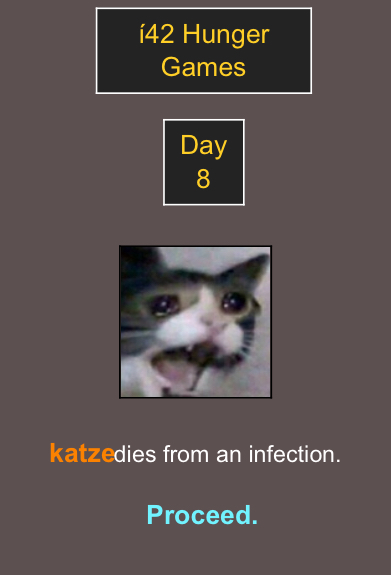 í42 Hunger
Games
Day
8
katzedies from an infection.
Proceed.